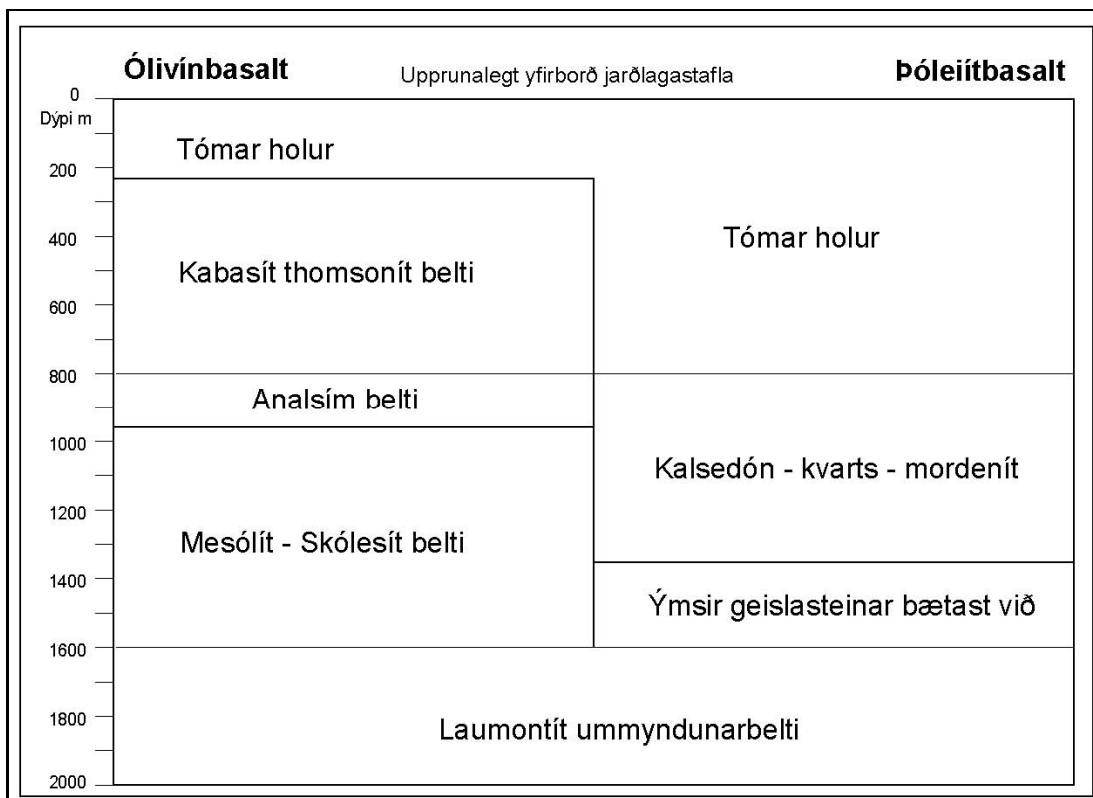 Ólivínbasalt
Upprunalegt yfirborð jarðlagastafla
Þóleiítbasalt
0
Dýpi m
Tómar holur
200
400
Tómar holur
Kabasít thomsonít belti
600
800
Analsím belti
1000
Kalsedón - kvarts - mordenít
1200
Mesólít - Skólesít belti
1400
Ýmsir geislasteinar bætast við
1600
1800
Laumontít ummyndunarbelti
2000